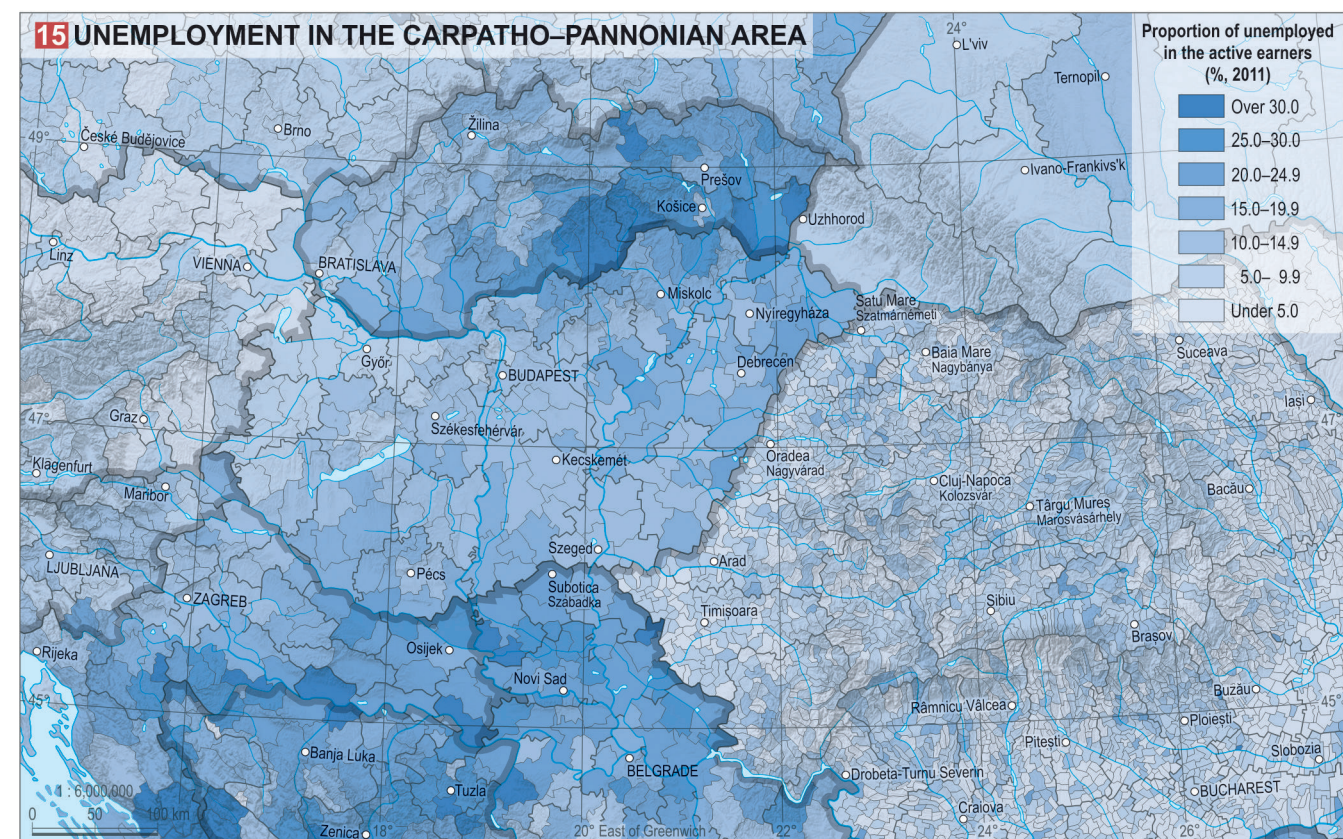 15 UNEMPLOYMENT IN THE CARPATHO–PANNONIAN AREA
Proportion of unemployed
in the active earners
(%, 2011)
Over 30.0
25.0–30.0
20.0–24.9
15.0–19.9
10.0–14.9
5.0– 9.9
Under 5.0
24°
L'viv
Ternopil
Žilina
Brno
49°
České Budějovice
Prešov
Ivano-Frankivs'k
Košice
Uzhhorod
Linz
VIENNA
BRATISLAVA
Miskolc
Nyiregyháza
Satu Mare
Szatmárnémeti
Győr
BUDAPEST
Debrecen
Baia Mare
Nagybánya
Suceava
Iasi
Graz
47°
Székesfehérvár
47°
Klagenfurt
Kecskemét
Oradea
Nagyvárad
Maribor
Cluj-Napoca
Kolozsvár
Bacău
Târgu Mureș
Marosvásárhely
LJUBLJANA
Szeged
Arad
Pécs
Subotica
Szabadka
ZAGREB
Timișoara
Sibiu
Brasov
Rijeka
Osijek
Novi Sad
45°
Râmnicu Vâlcea
Buzău
45°
Ploiești
Pitești
Slobozia
Banja Luka
BELGRADE
Drobeta-Turnu Severin
Tuzla
BUCHAREST
1 : 6,000,000
0 50 100 km
Craiova
Zenica
18°
20° East of Greenwich
22°
24°
26°